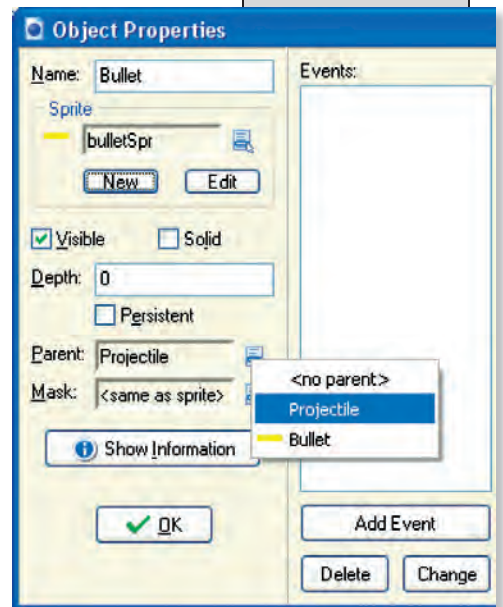 Object Properties
Name: Bullet
Sprite
bulletSpr
New Edit
Visible Solid
Depth: 0
Persistent
Parent: Projectile
Mask: <same as sprite>
Show Information
OK
Events:
<no parent>
Projectile
Bullet
Add Event
Delete Change